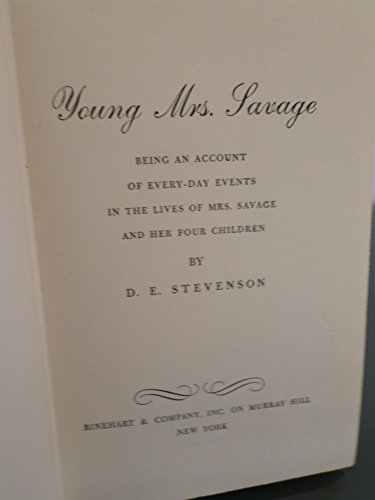 Young Mrs. Savage
BEING AN ACCOUNT
OF EVERY-DAY EVENTS
IN THE LIVES OF MRS. SAVAGE
AND HER FOUR CHILDREN
BY
D. E. STEVENSON
RINEHART & COMPANY, INC. ON MURRAY HILL
NEW YORK